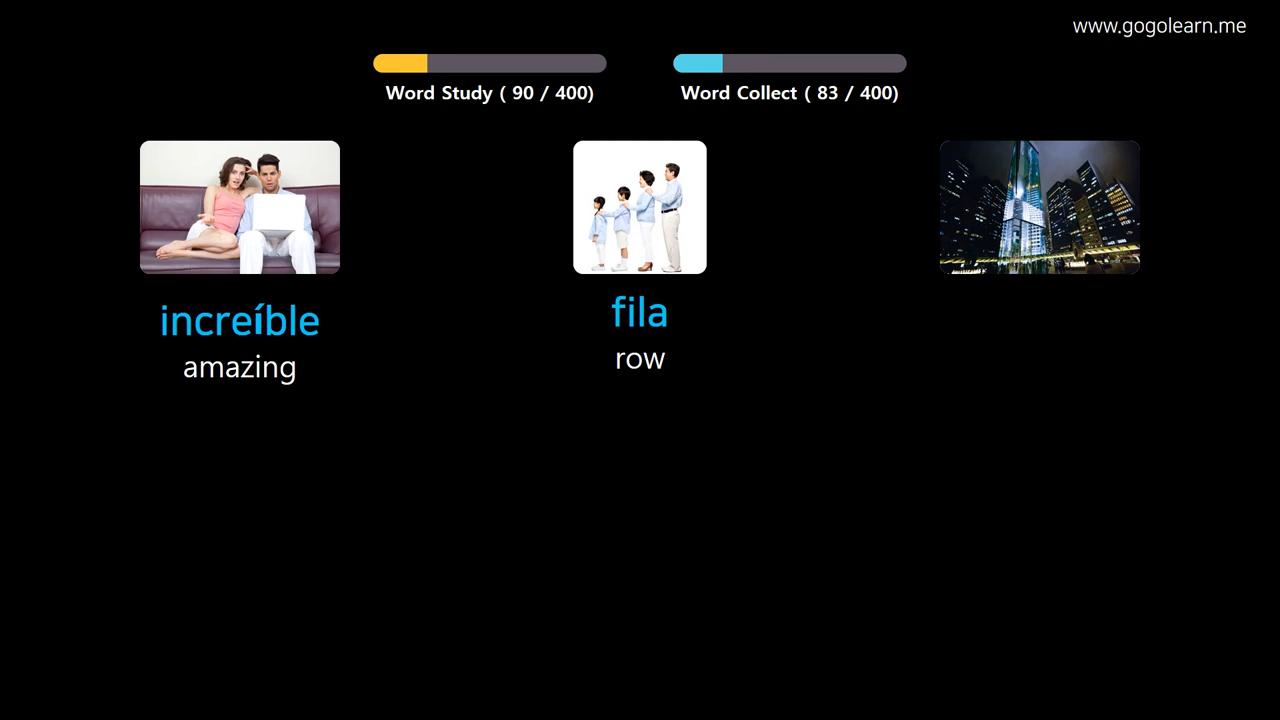 www.gogolearn.me
Word Study ( 90 / 400)
Word Collect ( 83 / 400)
increíble
amazing
fila
row